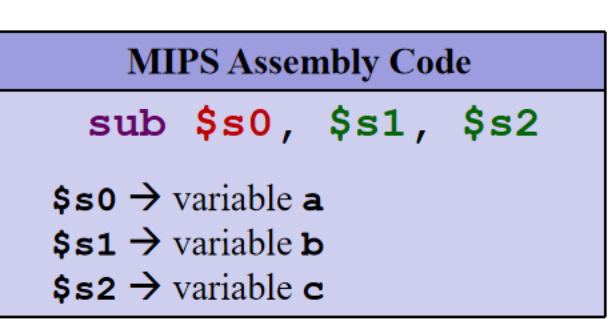 MIPS Assembly Code
sub $s0, $s1, $s2
$s0 → variable a
$s1 → variable b
$s2 → variable c